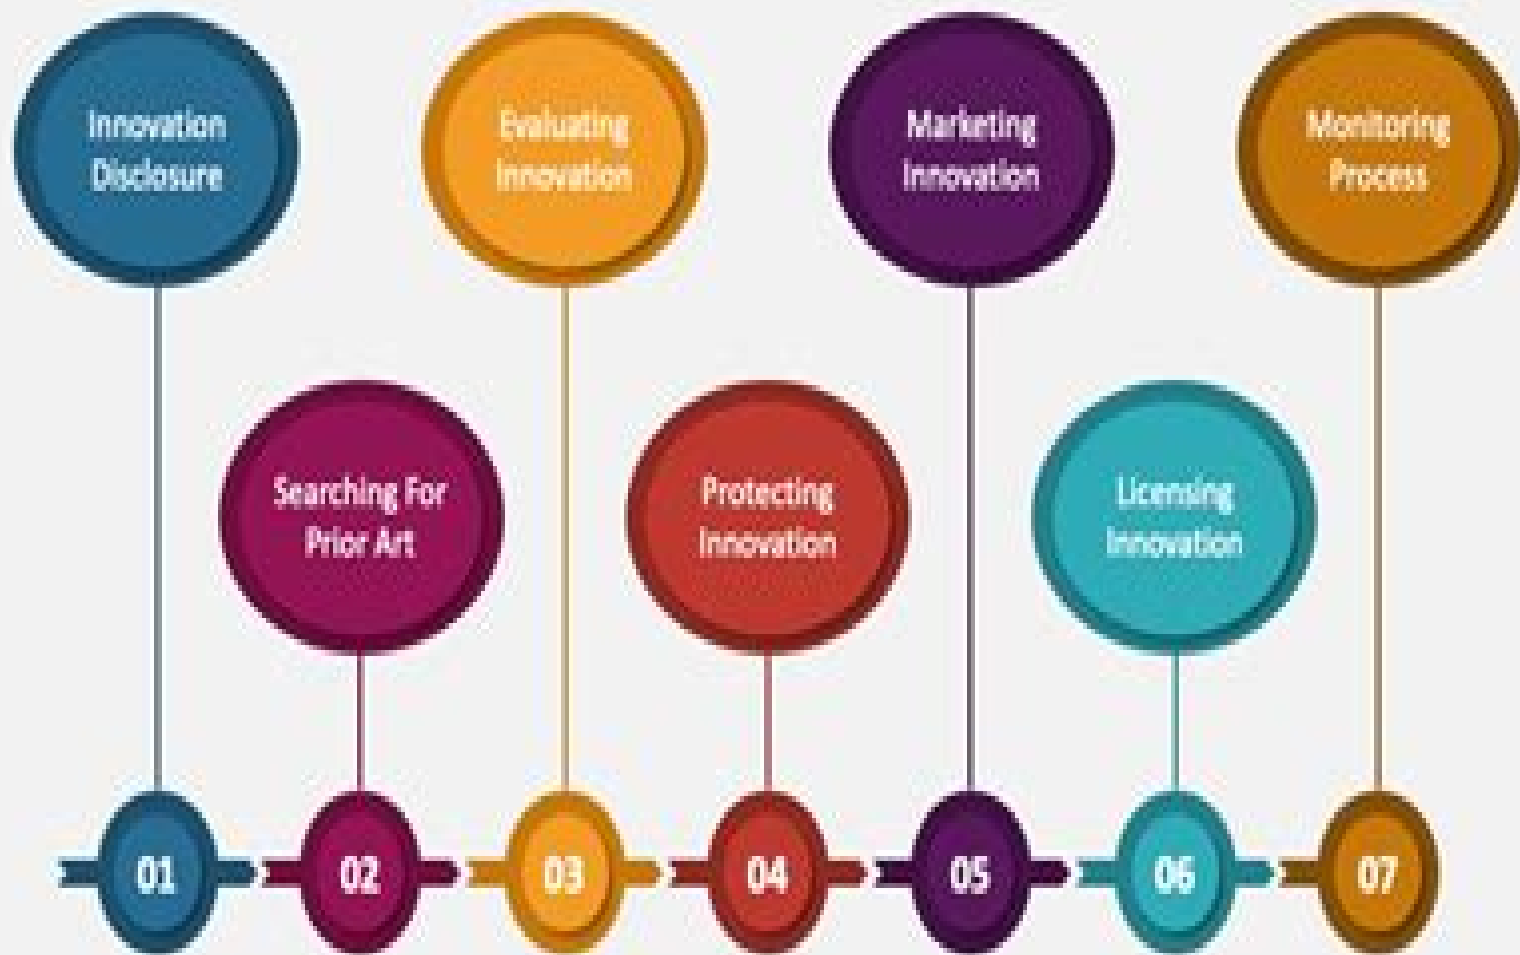 Innovation
Disclosure
Evaluating
Innovation
Marketing
Innovation
Monitoring
Process
Searching For
Prior Art
Protecting
Innovation
Licensing
Innovation
01
02
03
04
05
06
07